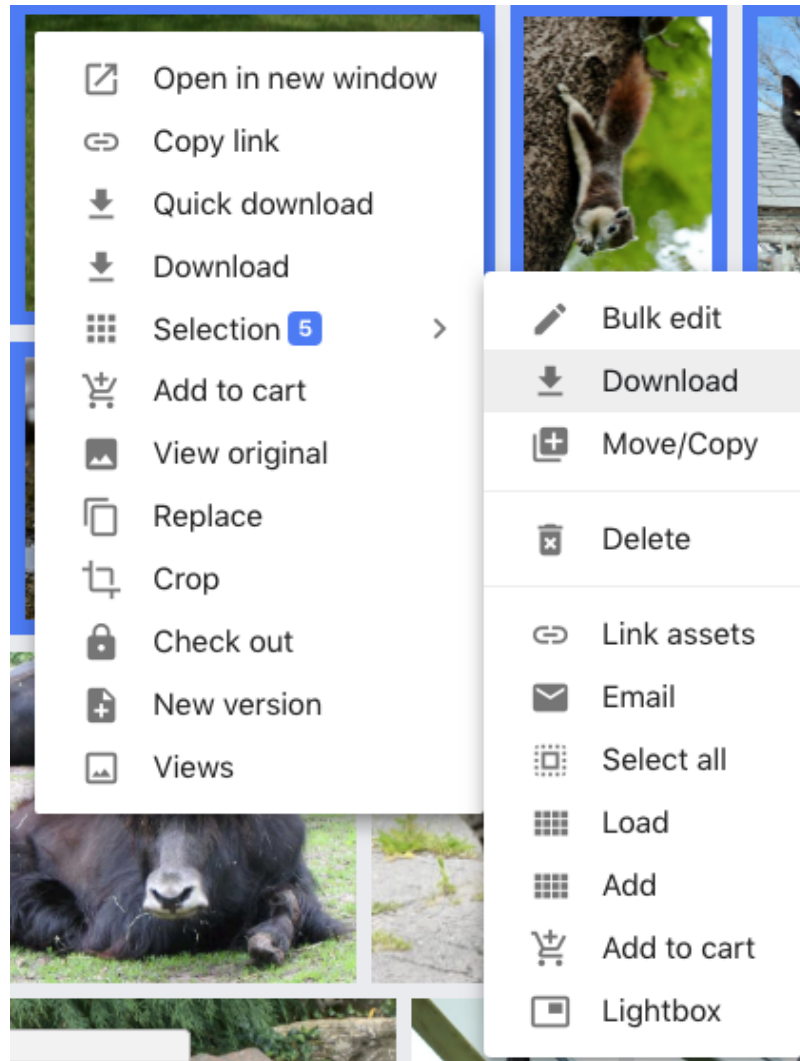 Open in new window
Copy link
Quick download
Download
Selection 5
Add to cart
View original
Replace
Crop
Check out
New version
Views
Bulk edit
Download
Move/Copy
Delete
Link assets
Email
Select all
Load
Add
Add to cart
Lightbox